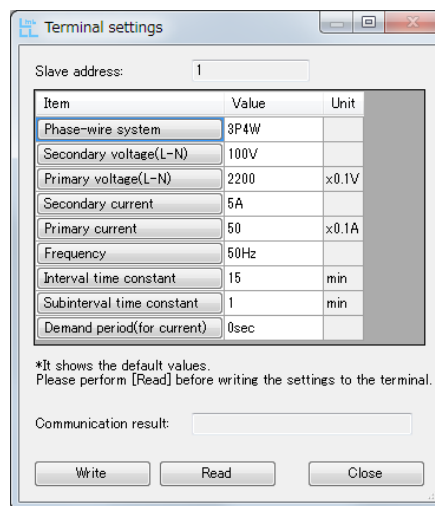 Terminal settings
Slave address: 1
Item Value Unit
Phase-wire system 3P4W
Secondary voltage(L-N) 100V
Primary voltage(L-N) 2200 ×0.1V
Secondary current 5A
Primary current 50 ×0.1A
Frequency 50Hz
Interval time constant 15 min
Subinterval time constant 1 min
Demand period(for current) 0sec
*It shows the default values.
Please perform [Read] before writing the settings to the terminal.
Communication result:
Write Read Close